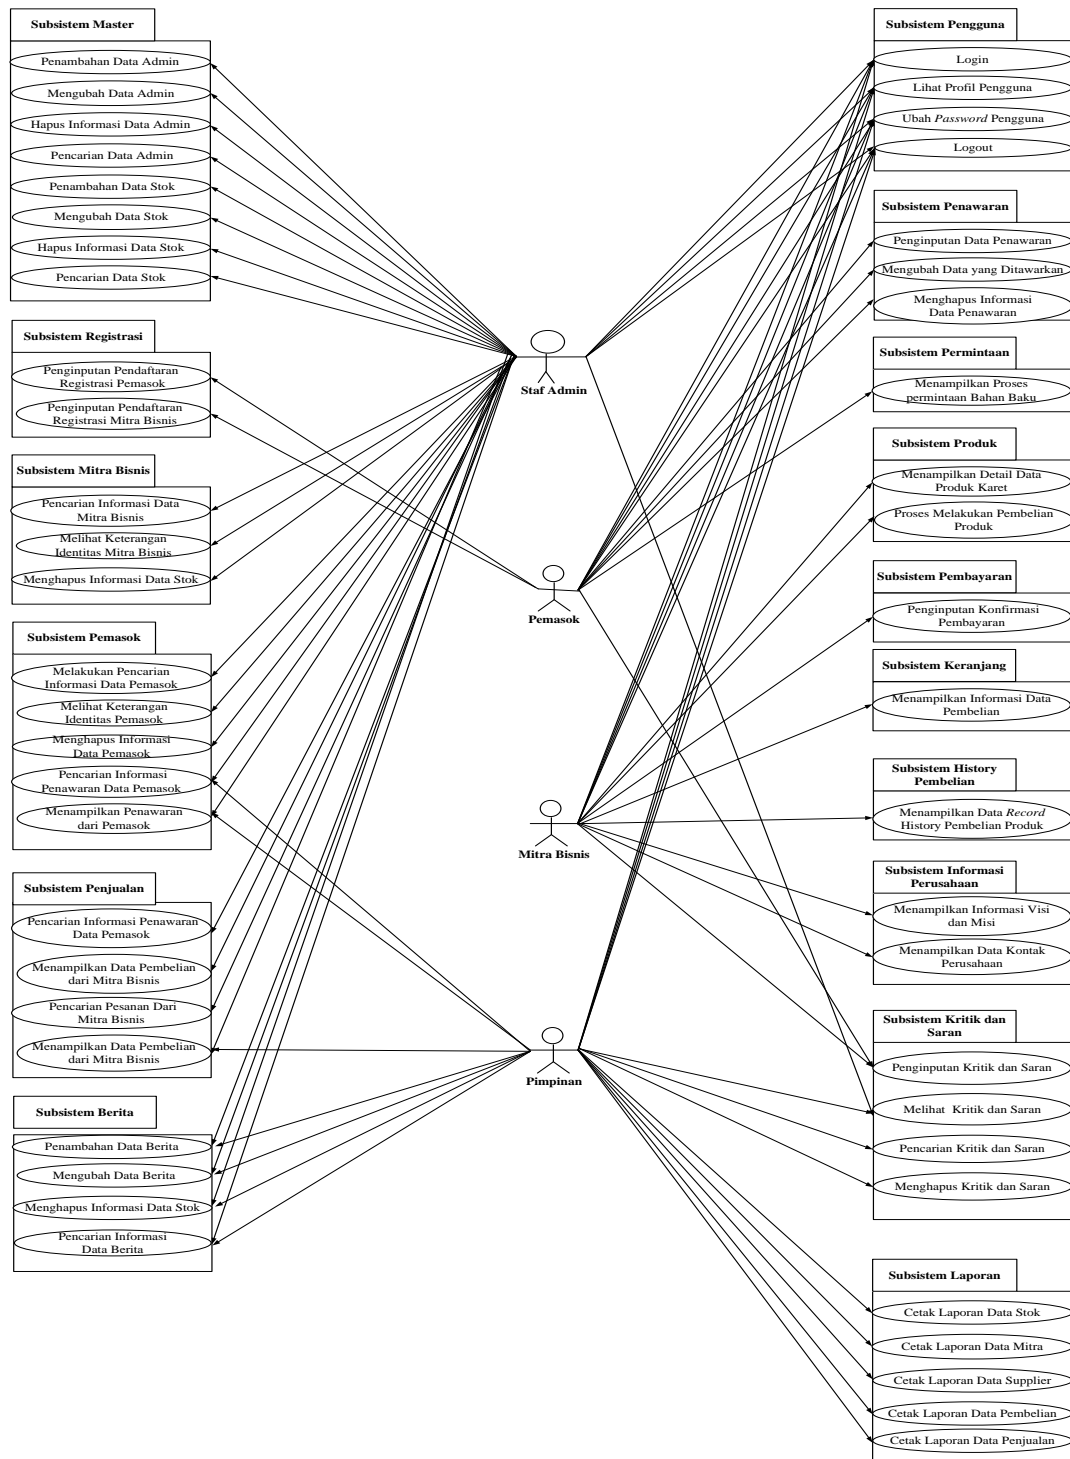 Subsistem Master
Penambahan Data Admin
Mengubah Data Admin
Hapus Informasi Data Admin
Pencarian Data Admin
Penambahan Data Stok
Mengubah Data Stok
Hapus Informasi Data Stok
Pencarian Data Stok
Subsistem Registrasi
Penginputan Pendaftaran
Registrasi Pemasok
Penginputan Pendaftaran
Registrasi Mitra Bisnis
Subsistem Mitra Bisnis
Pencarian Informasi Data
Mitra Bisnis
Melihat Keterangan
Identitas Mitra Bisnis
Menghapus Informasi Data Stok
Subsistem Pemasok
Melakukan Pencarian
Informasi Data Pemasok
Melihat Keterangan
Identitas Pemasok
Menghapus Informasi
Data Pemasok
Pencarian Informasi
Penawaran Data Pemasok
Menampilkan Penawaran
dari Pemasok
Subsistem Penjualan
Pencarian Informasi Penawaran
Data Pemasok
Menampilkan Data Pembelian
dari Mitra Bisnis
Pencarian Pesanan Dari
Mitra Bisnis
Menampilkan Data Pembelian
dari Mitra Bisnis
Subsistem Berita
Penambahan Data Berita
Mengubah Data Berita
Menghapus Informasi Data Stok
Pencarian Informasi
Data Berita
Staf Admin
Pemasok
Mitra Bisnis
Pimpinan
Subsistem Pengguna
Login
Lihat Profil Pengguna
Ubah Password Pengguna
Logout
Subsistem Penawaran
Penginputan Data Penawaran
Mengubah Data yang Ditawarkan
Menghapus Informasi
Data Penawaran
Subsistem Permintaan
Menampilkan Proses
permintaan Bahan Baku
Subsistem Produk
Menampilkan Detail Data
Produk Karet
Proses Melakukan Pembelian
Produk
Subsistem Pembayaran
Penginputan Konfirmasi
Pembayaran
Subsistem Keranjang
Menampilkan Informasi Data
Pembelian
Subsistem History
Pembelian
Menampilkan Data Record
History Pembelian Produk
Subsistem Informasi
Perusahaan
Menampilkan Informasi Visi
dan Misi
Menampilkan Data Kontak
Perusahaan
Subsistem Kritik dan
Saran
Penginputan Kritik dan Saran
Melihat Kritik dan Saran
Pencarian Kritik dan Saran
Menghapus Kritik dan Saran
Subsistem Laporan
Cetak Laporan Data Stok
Cetak Laporan Data Mitra
Cetak Laporan Data Supplier
Cetak Laporan Data Pembelian
Cetak Laporan Data Penjualan